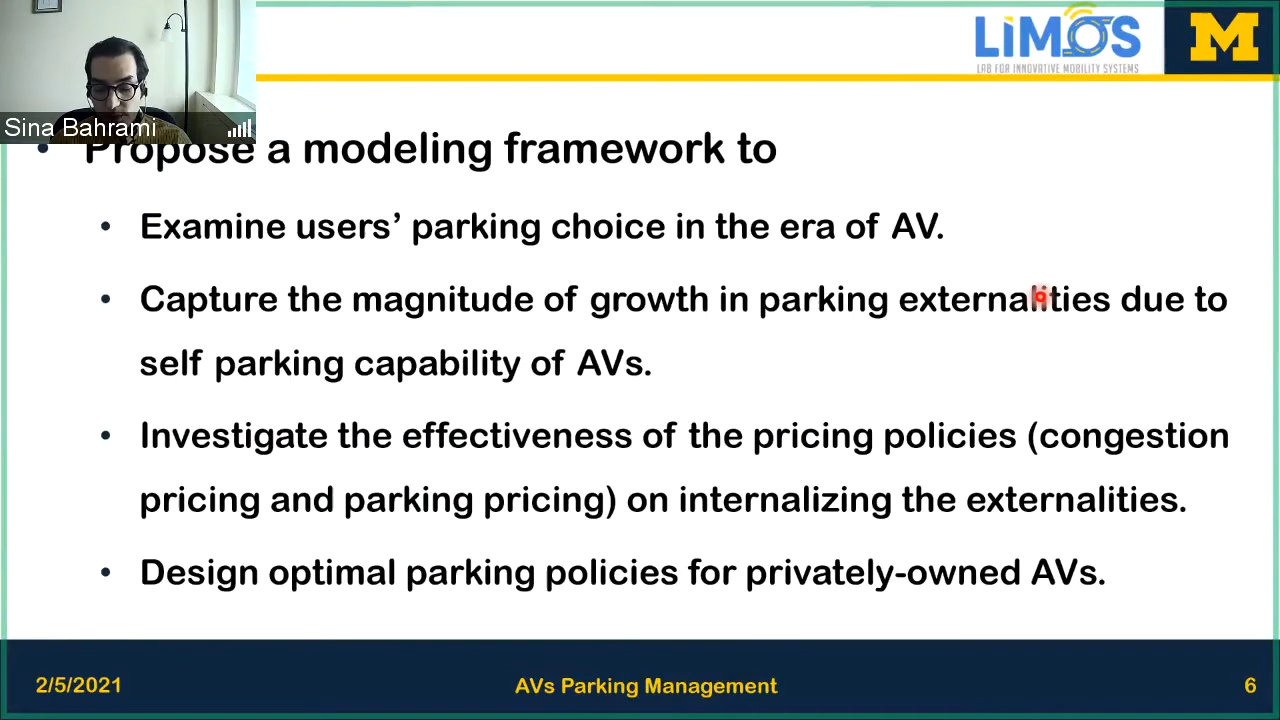 LiMOS
LAB FOR INNOVATIVE MOBILITY SYSTEMS
M
Sina Bahrami
• Propose a modeling framework to
• Examine users’ parking choice in the era of AV.
• Capture the magnitude of growth in parking externalities due to
self parking capability of AVs.
• Investigate the effectiveness of the pricing policies (congestion
pricing and parking pricing) on internalizing the externalities.
• Design optimal parking policies for privately-owned AVs.
2/5/2021
AVs Parking Management
6